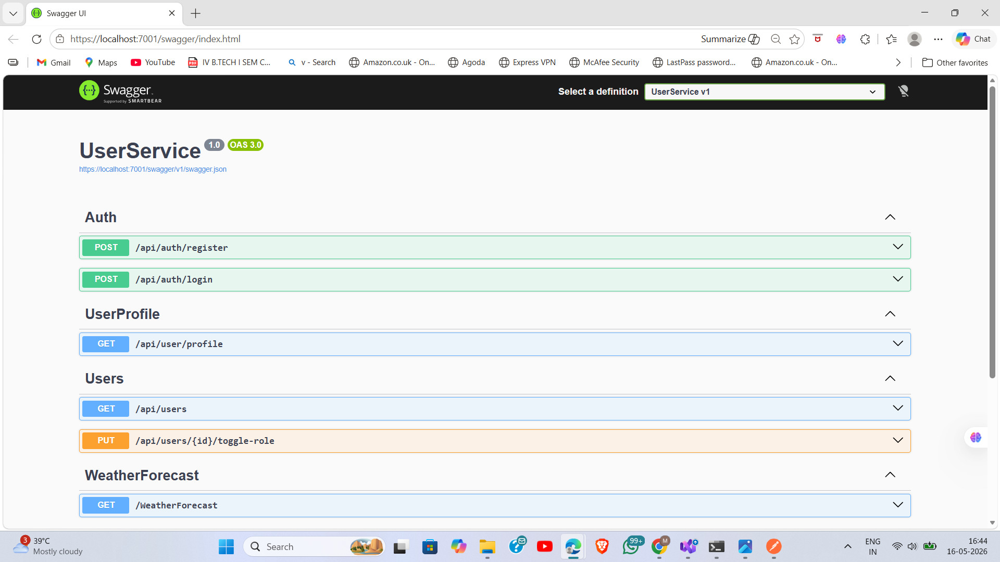 Swagger UI
https://localhost:7001/swagger/index.html
Summarize
Chat
Gmail
Maps
YouTube
IV B.TECH I SEM C...
v - Search
Amazon.co.uk - On...
Agoda
Express VPN
McAfee Security
LastPass password...
Amazon.co.uk - On...
Other favorites
Swagger
Supported by SMARTBEAR
Select a definition
UserService v1
UserService 1.0 OAS 3.0
https://localhost:7001/swagger/v1/swagger.json
Auth
POST /api/auth/register
POST /api/auth/login
UserProfile
GET /api/user/profile
Users
GET /api/users
PUT /api/users/{id}/toggle-role
WeatherForecast
GET /WeatherForecast
3
39°C
Mostly cloudy
Search
99+
M
ENG
IN
16:44
16-05-2026